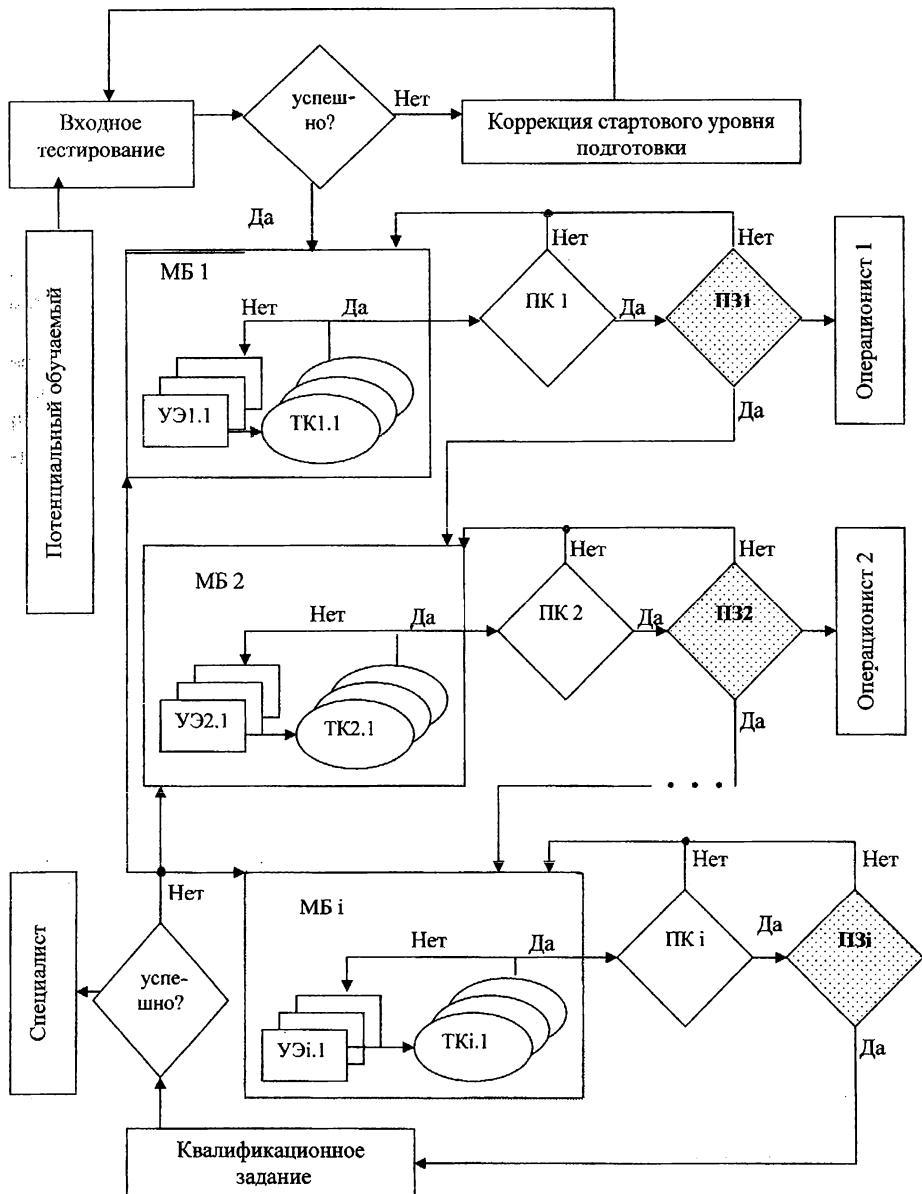 успеш-
но?
Нет
Входное
тестирование
Коррекция стартового уровня
подготовки
Да
Потенциальный обучаемый
МБ 1
Нет
Да
УЭ1.1
ТК1.1
Нет
ПК 1
Да
Нет
ПЗ1
Да
Операционист 1
МБ 2
Нет
Да
УЭ2.1
ТК2.1
Нет
ПК 2
Да
Нет
ПЗ2
Да
Операционист 2
. . . .
Нет
МБ i
Нет
Да
УЭi.1
ТКi.1
Нет
ПК i
Да
Нет
ПЗi
Да
Специалист
успе-
шно?
Квалификационное
задание